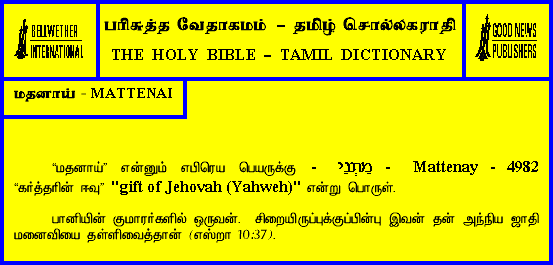 BELLWETHER
INTERNATIONAL
பரிசுத்த வேதாகமம் – தமிழ் சொல்லகராதி
THE HOLY BIBLE – TAMIL DICTIONARY
GOOD NEWS
PUBLISHERS
மதனாய் - MATTENAI
“மதனாய்” என்னும் எபிரெய பெயருக்கு - מַתְּנַי - Mattenay - 4982
“கர்த்தரின் ஈவு” "gift of Jehovah (Yahweh)" என்று பொருள்.
பானியின் குமாரர்களில் ஒருவன். சிறையிருப்புக்குப்பின்பு இவன் தன் அந்நிய ஜாதி
மனைவியை தள்ளிவைத்தான் (எஸ்றா 10:37).